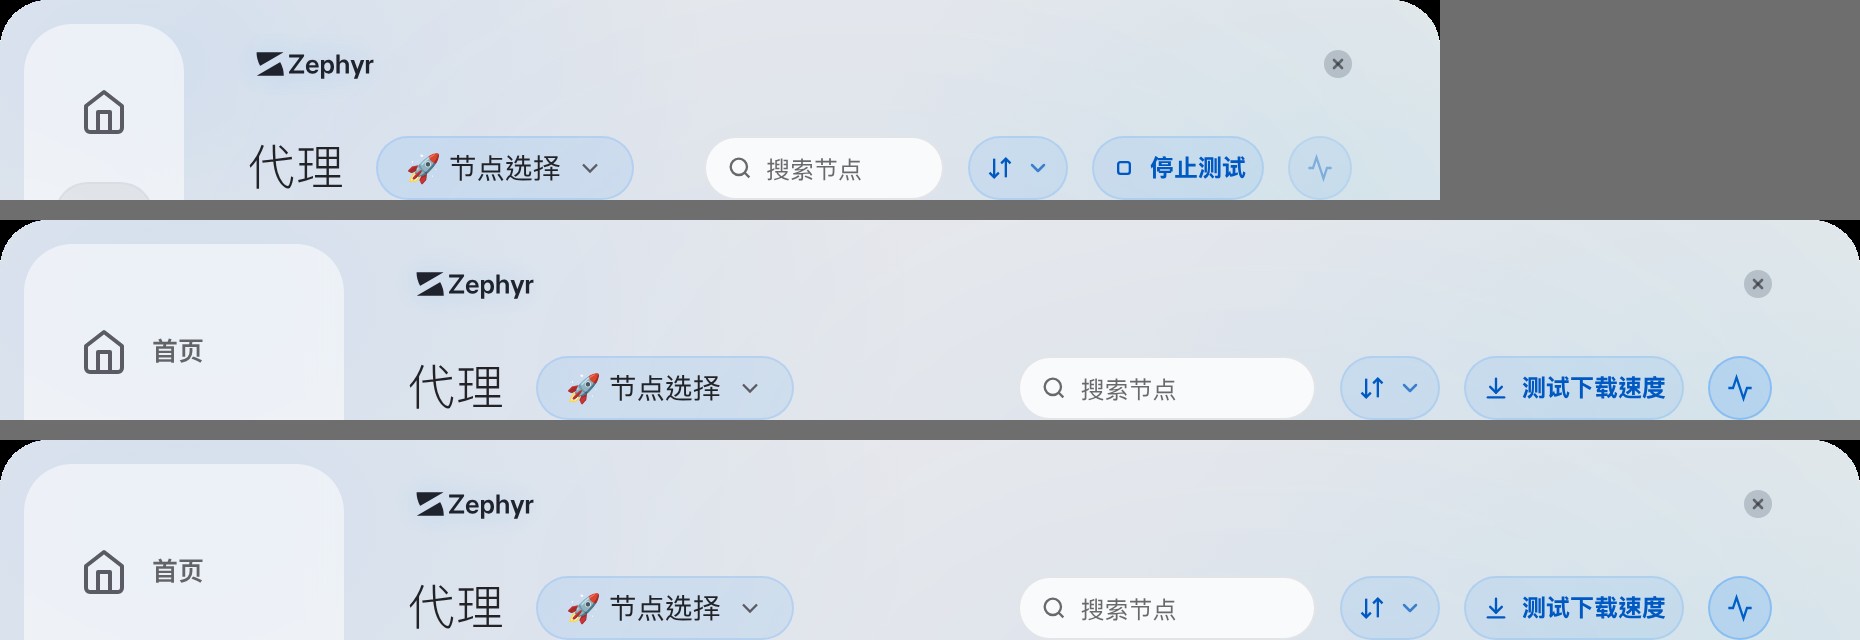 Zephyr
代理 🚀 节点选择 搜索节点 停止测试
Zephyr
首页
代理 🚀 节点选择 搜索节点 测试下载速度
Zephyr
首页
代理 🚀 节点选择 搜索节点 测试下载速度